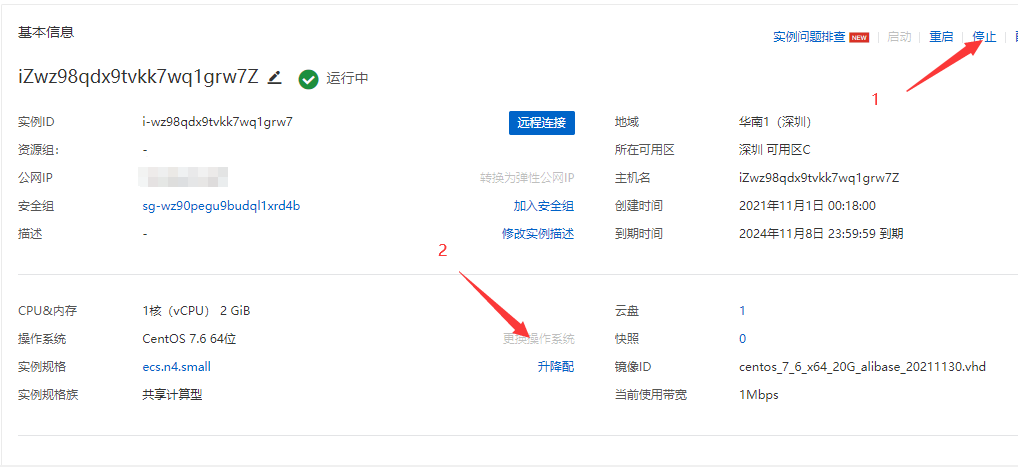 基本信息
实例问题排查 NEW 启动 重启 停止
iZwz98qdx9tvkk7wq1grw7Z 运行中
1
实例ID i-wz98qdx9tvkk7wq1grw7 远程连接 地域 华南1（深圳）
资源组： - 所在可用区 深圳 可用区C
公网IP 转换为弹性公网IP 主机名 iZwz98qdx9tvkk7wq1grw7Z
安全组 sg-wz90pegu9budql1xrd4b 加入安全组 创建时间 2021年11月1日 00:18:00
描述 - 修改实例描述 到期时间 2024年11月8日 23:59:59 到期
2
CPU&内存 1核（vCPU） 2 GiB 云盘 1
操作系统 CentOS 7.6 64位 更换操作系统 快照 0
实例规格 ecs.n4.small 升降配 镜像ID centos_7_6_x64_20G_alibase_20211130.vhd
实例规格族 共享计算型 当前使用带宽 1Mbps